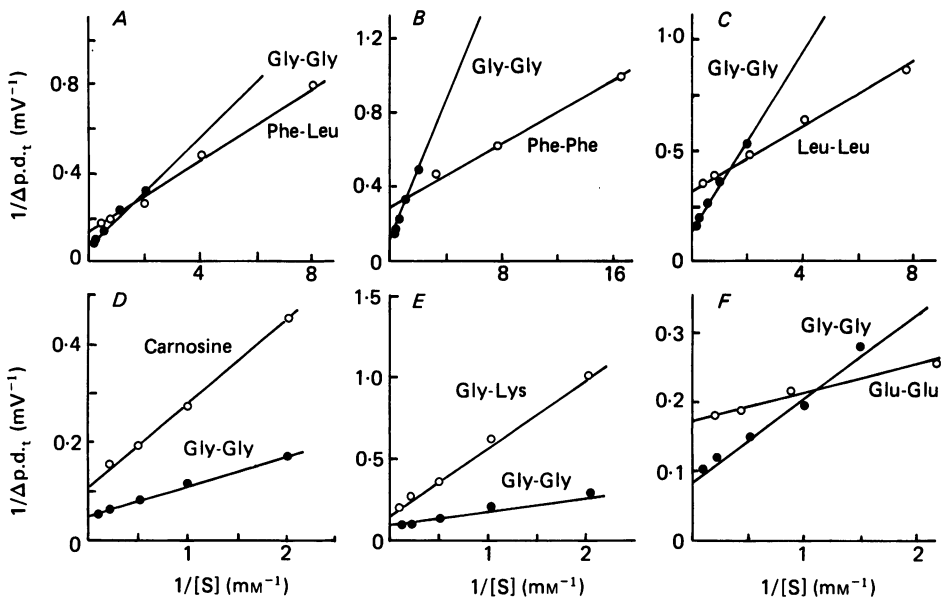 A
B
C
1/Δp.d.ₜ (mV⁻¹)
0·8
0·4
0
Gly-Gly
Phe-Leu
0
4
8
1·2
0·8
0·4
0
Gly-Gly
Phe-Phe
0
8
16
1·0
0·5
0
Gly-Gly
Leu-Leu
0
4
8
D
E
F
1/Δp.d.ₜ (mV⁻¹)
0·4
0·2
0
Carnosine
Gly-Gly
1
2
1/[S] (mM⁻¹)
1·5
1·0
0·5
0
Gly-Lys
Gly-Gly
1
2
1/[S] (mM⁻¹)
0·3
0·2
0·1
0
Gly-Gly
Glu-Glu
1
2
1/[S] (mM⁻¹)